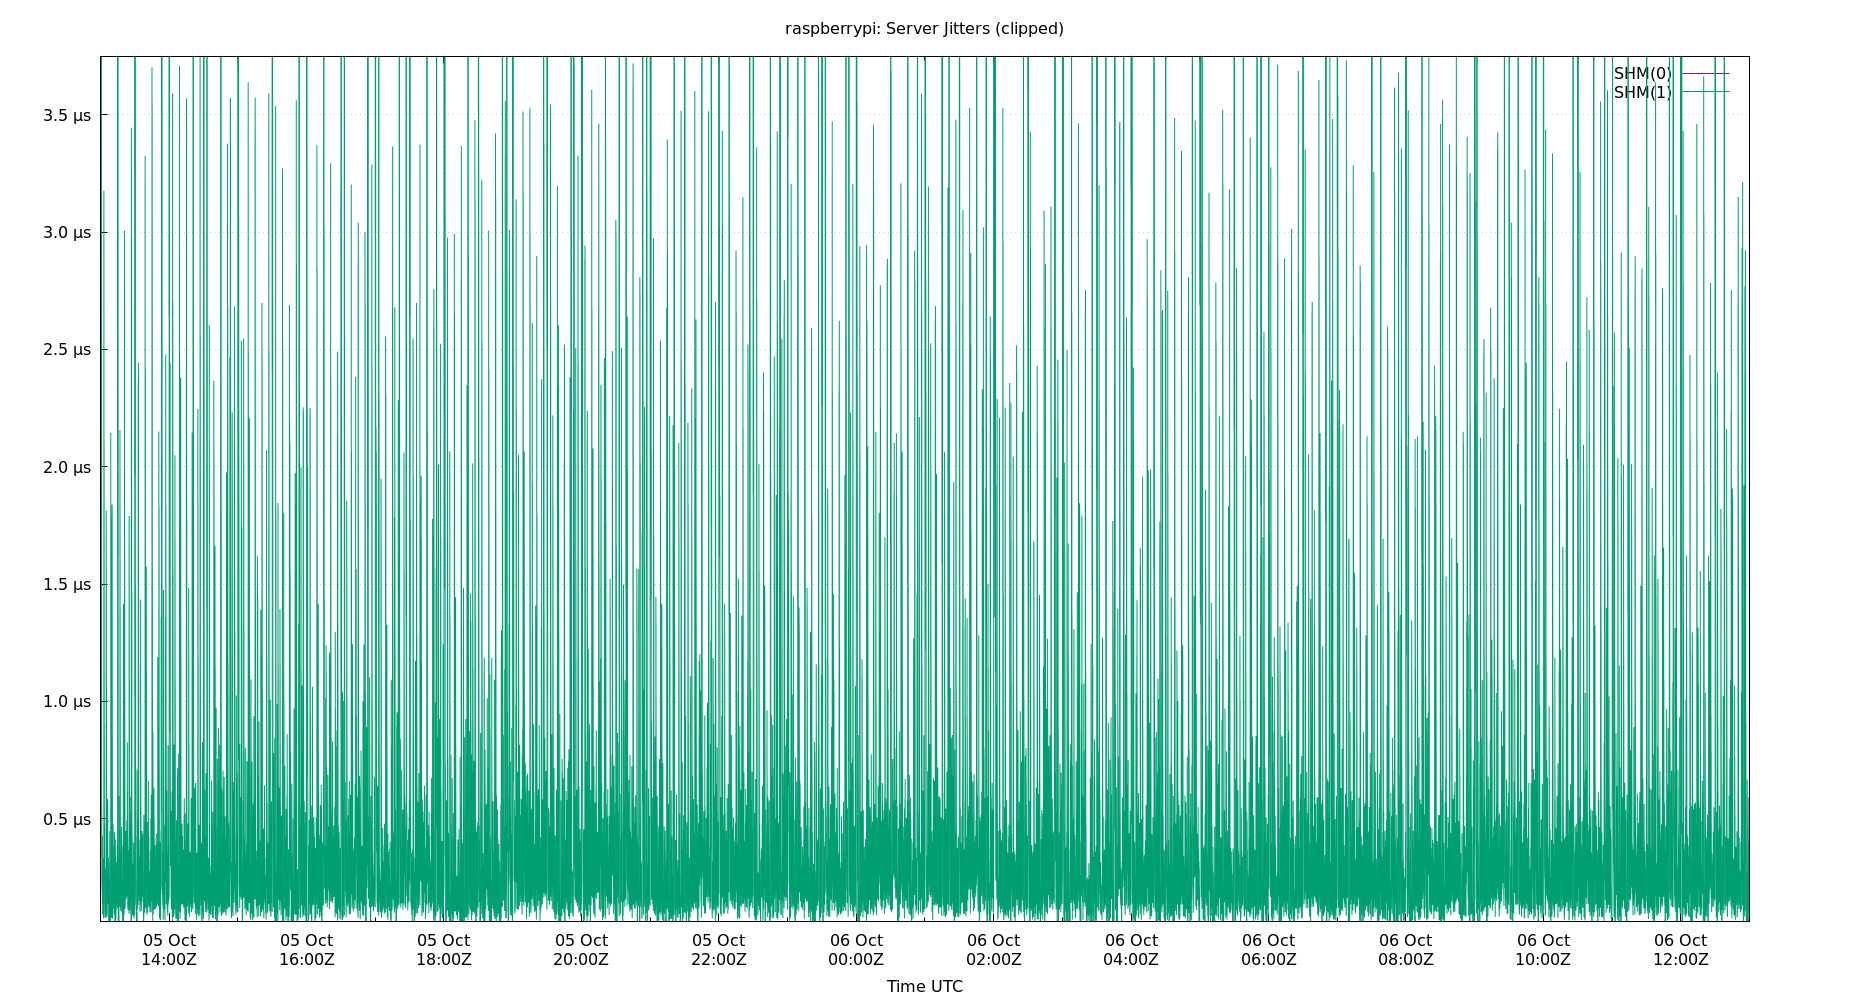 raspberrypi: Server Jitters (clipped)
SHM(0)
SHM(1)
3.5 µs
3.0 µs
2.5 µs
2.0 µs
1.5 µs
1.0 µs
0.5 µs
05 Oct 05 Oct 05 Oct 05 Oct 05 Oct 06 Oct 06 Oct 06 Oct 06 Oct 06 Oct 06 Oct 06 Oct
14:00Z 16:00Z 18:00Z 20:00Z 22:00Z 00:00Z 02:00Z 04:00Z 06:00Z 08:00Z 10:00Z 12:00Z
Time UTC